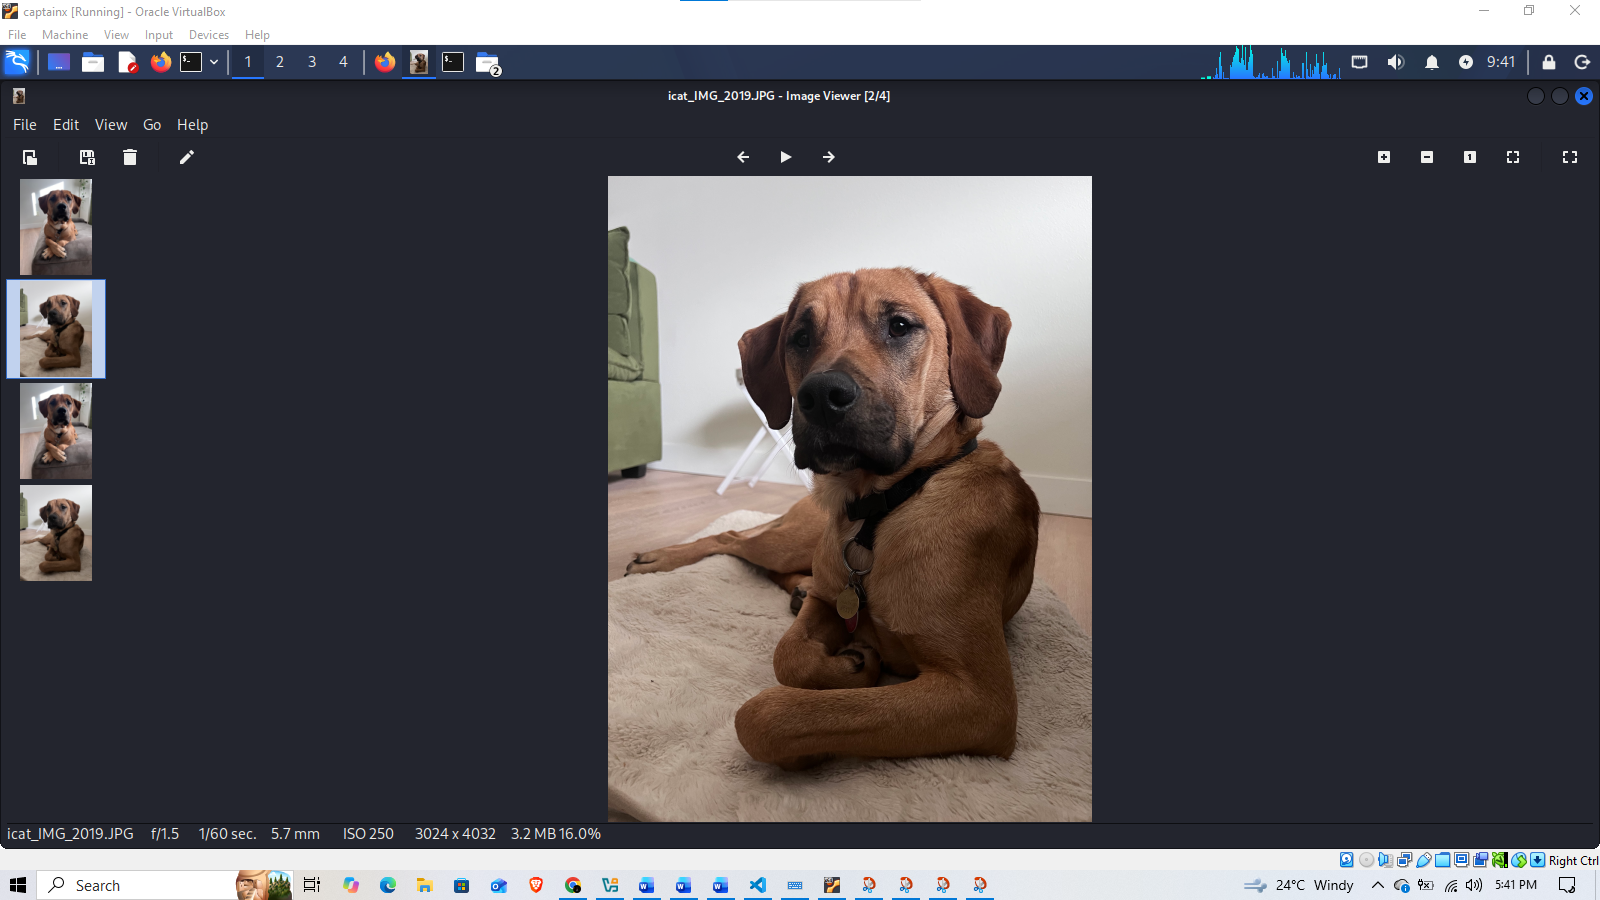 captainx [Running] - Oracle VirtualBox
File Machine View Input Devices Help
1 2 3 4
2
9:41
icat_IMG_2019.JPG - Image Viewer [2/4]
File Edit View Go Help
icat_IMG_2019.JPG f/1.5 1/60 sec. 5.7 mm ISO 250 3024 x 4032 3.2 MB 16.0%
Right Ctrl
Search
24°C Windy
5:41 PM